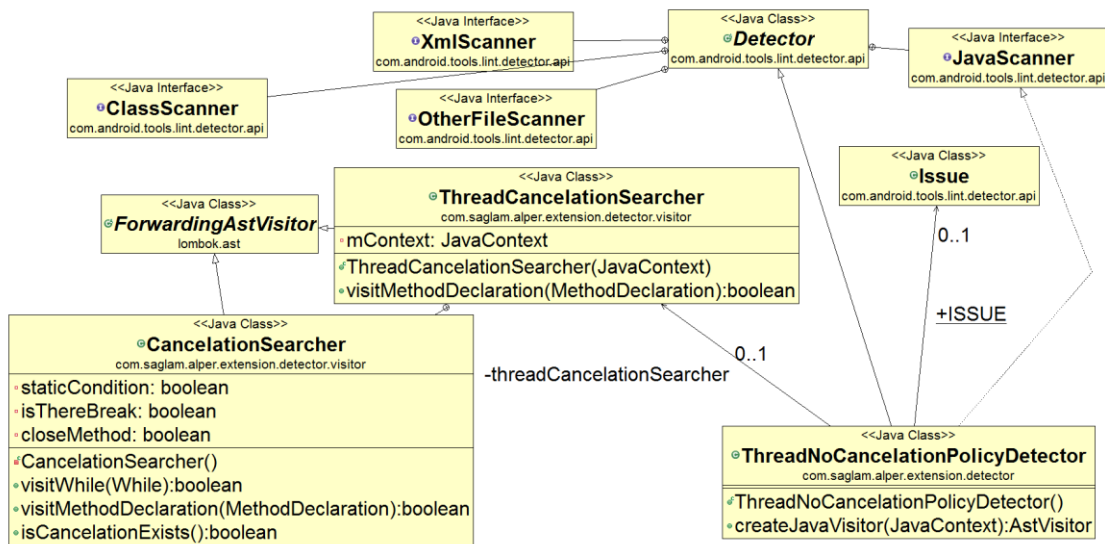 <<Java Interface>>
XmlScanner
com.android.tools.lint.detector.api
<<Java Class>>
Detector
com.android.tools.lint.detector.api
<<Java Interface>>
JavaScanner
com.android.tools.lint.detector.api
<<Java Interface>>
ClassScanner
com.android.tools.lint.detector.api
<<Java Interface>>
OtherFileScanner
com.android.tools.lint.detector.api
<<Java Class>>
Issue
com.android.tools.lint.detector.api
<<Java Class>>
ForwardingAstVisitor
lombok.ast
<<Java Class>>
ThreadCancelationSearcher
com.saglam.alper.extension.detector.visitor
mContext: JavaContext
ThreadCancelationSearcher(JavaContext)
visitMethodDeclaration(MethodDeclaration):boolean
0..1
+ISSUE
<<Java Class>>
CancelationSearcher
com.saglam.alper.extension.detector.visitor
staticCondition: boolean
isThereBreak: boolean
closeMethod: boolean
CancelationSearcher()
visitWhile(While):boolean
visitMethodDeclaration(MethodDeclaration):boolean
isCancelationExists():boolean
0..1
-threadCancelationSearcher
<<Java Class>>
ThreadNoCancelationPolicyDetector
com.saglam.alper.extension.detector
ThreadNoCancelationPolicyDetector()
createJavaVisitor(JavaContext):AstVisitor